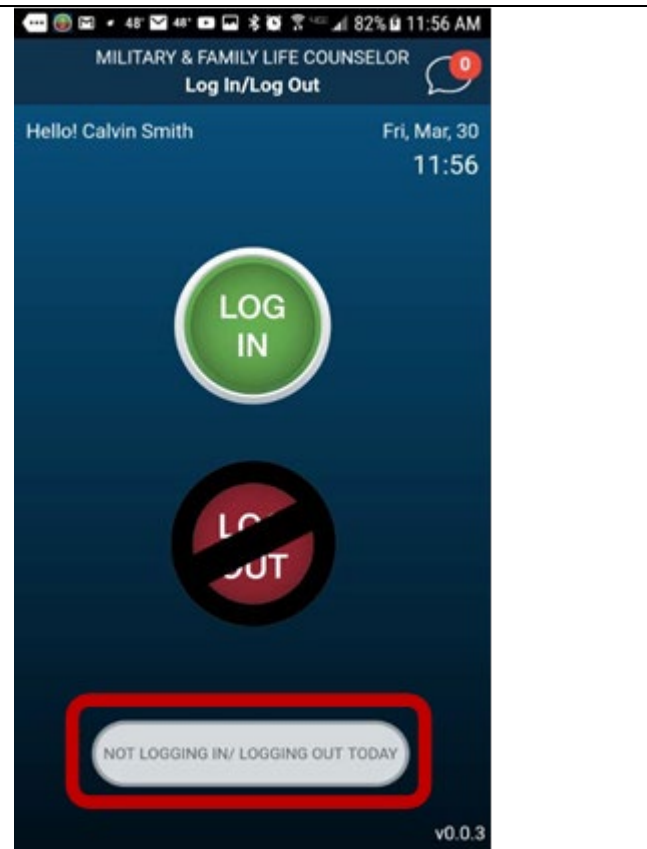 48° 48° 82% 11:56 AM
MILITARY & FAMILY LIFE COUNSELOR
0
Log In/Log Out
Hello! Calvin Smith Fri, Mar, 30
11:56
LOG
IN
OUT
NOT LOGGING IN/ LOGGING OUT TODAY
v0.0.3